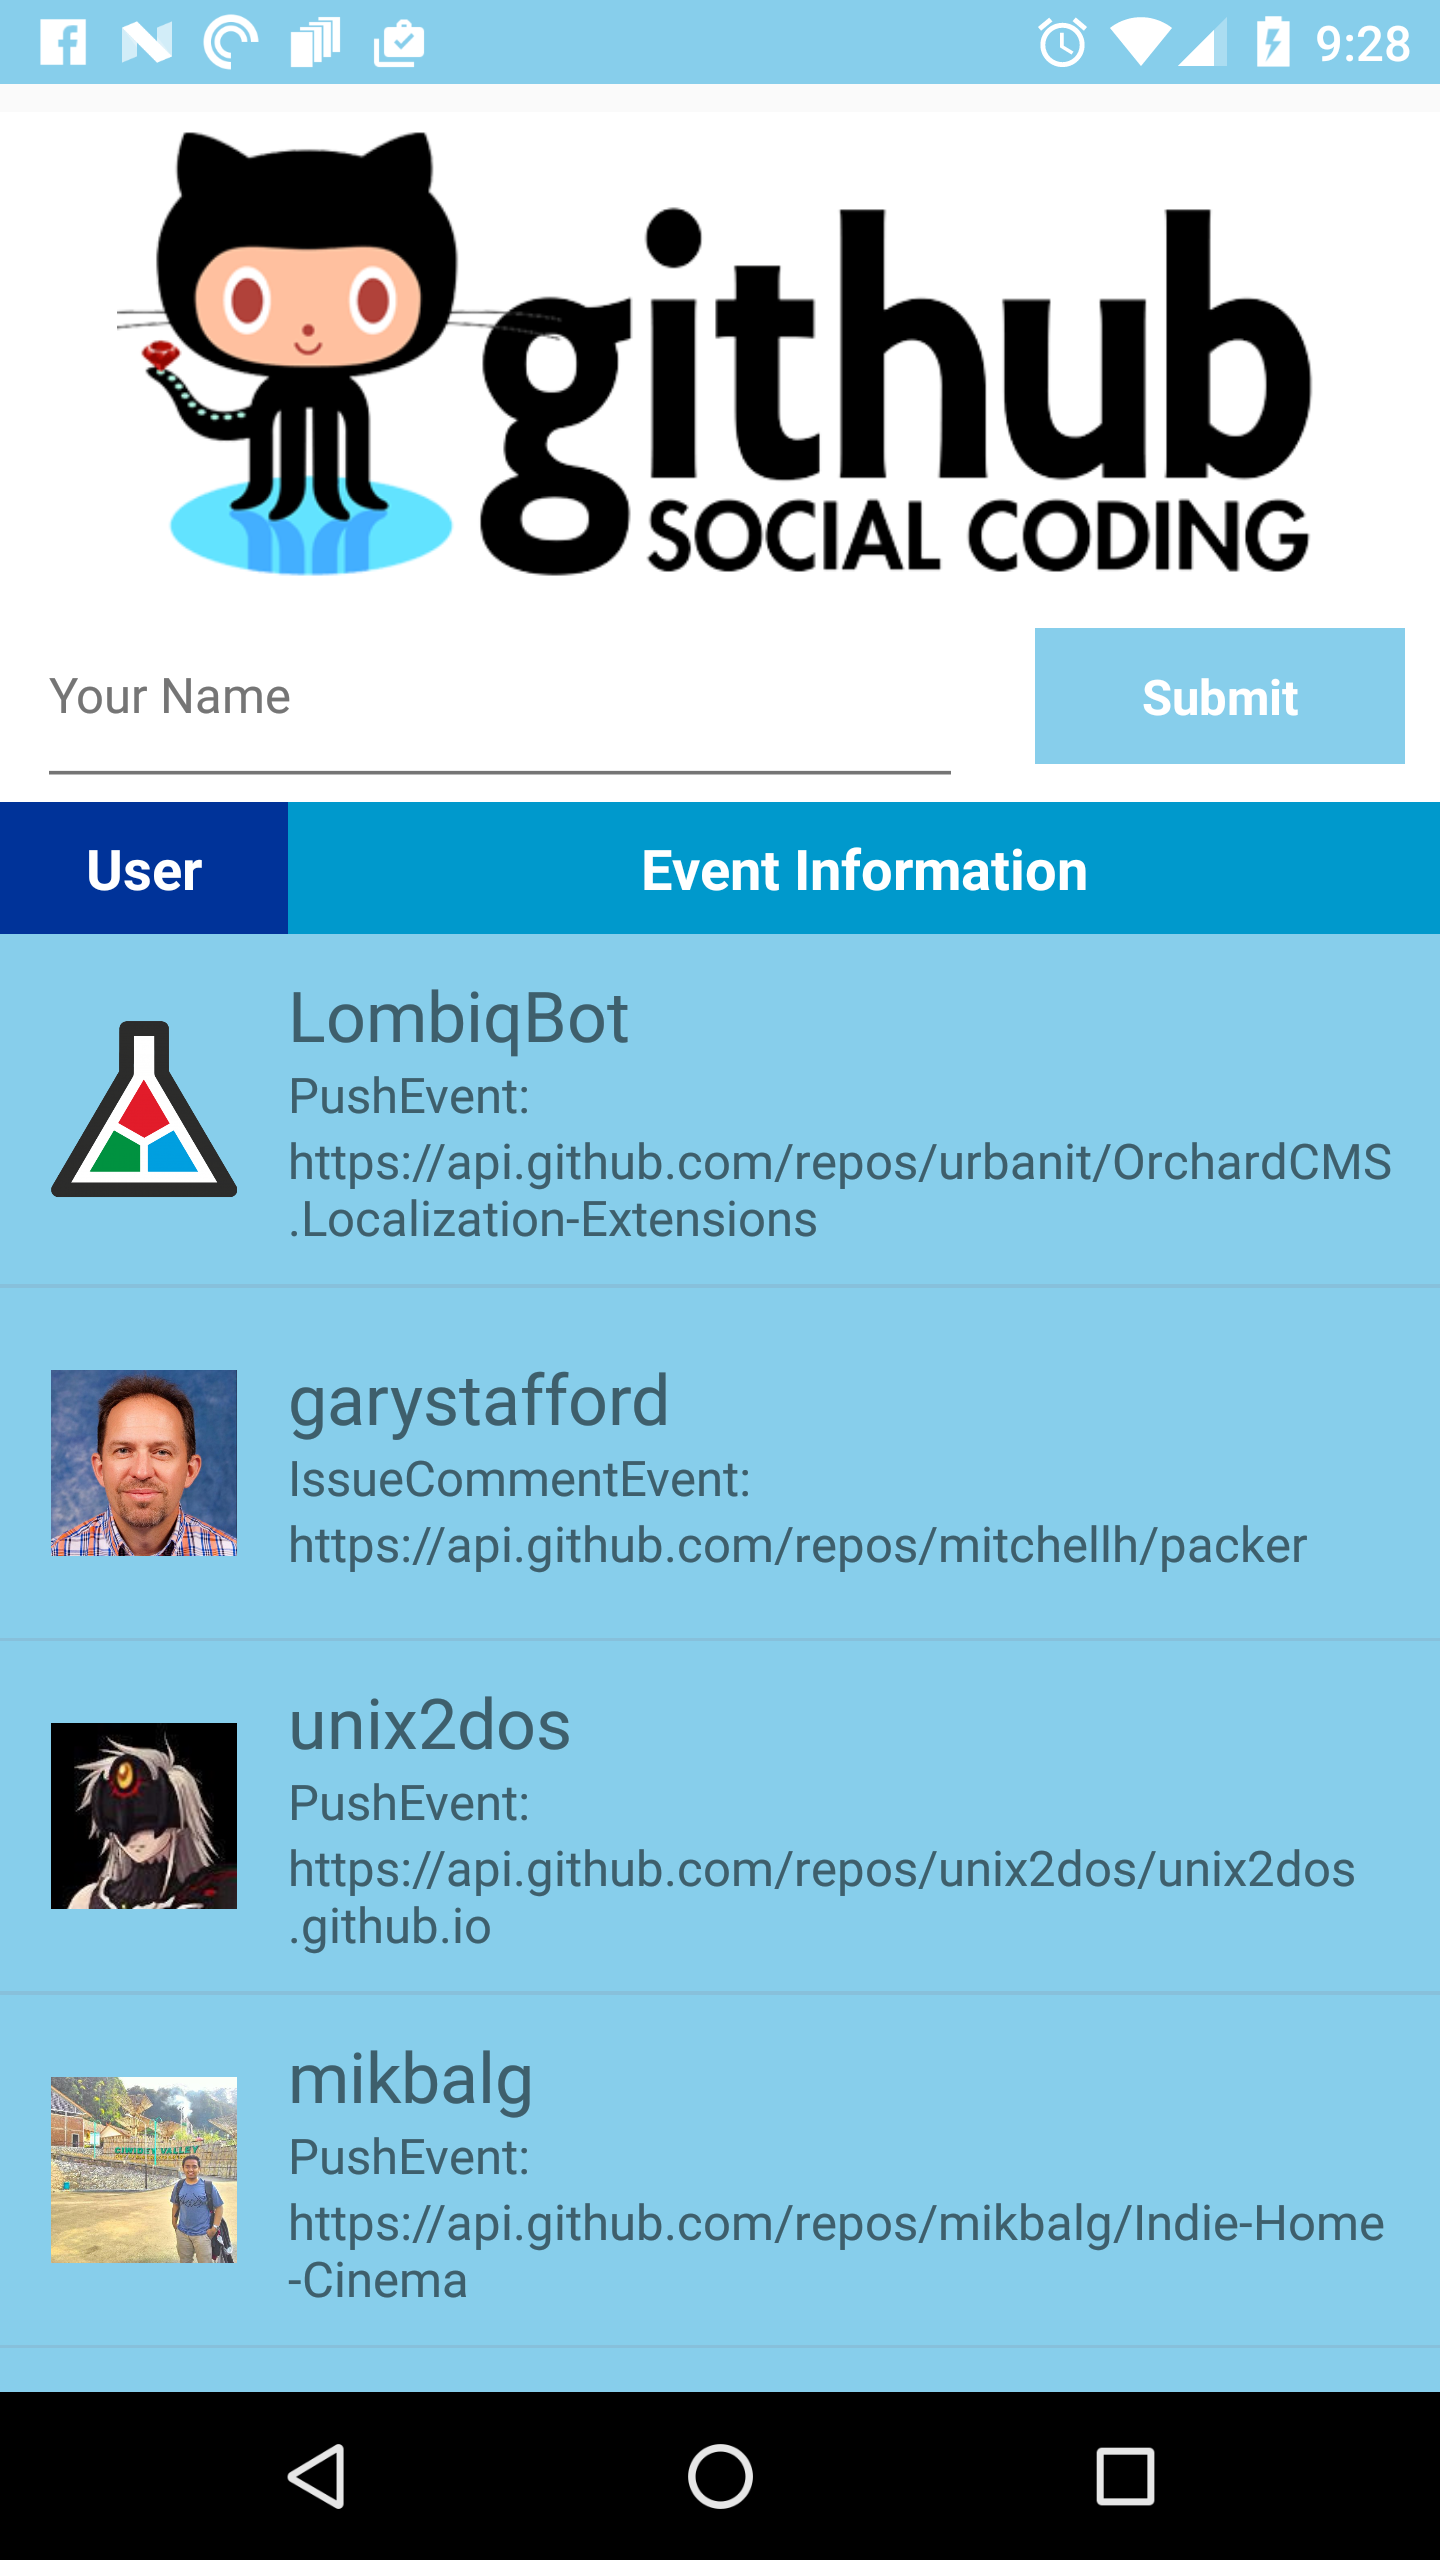 9:28
github
SOCIAL CODING
Your Name
Submit
User
Event Information
LombiqBot
PushEvent:
https://api.github.com/repos/urbanit/OrchardCMS
.Localization-Extensions
garystafford
IssueCommentEvent:
https://api.github.com/repos/mitchellh/packer
unix2dos
PushEvent:
https://api.github.com/repos/unix2dos/unix2dos
.github.io
mikbalg
PushEvent:
https://api.github.com/repos/mikbalg/Indie-Home
-Cinema